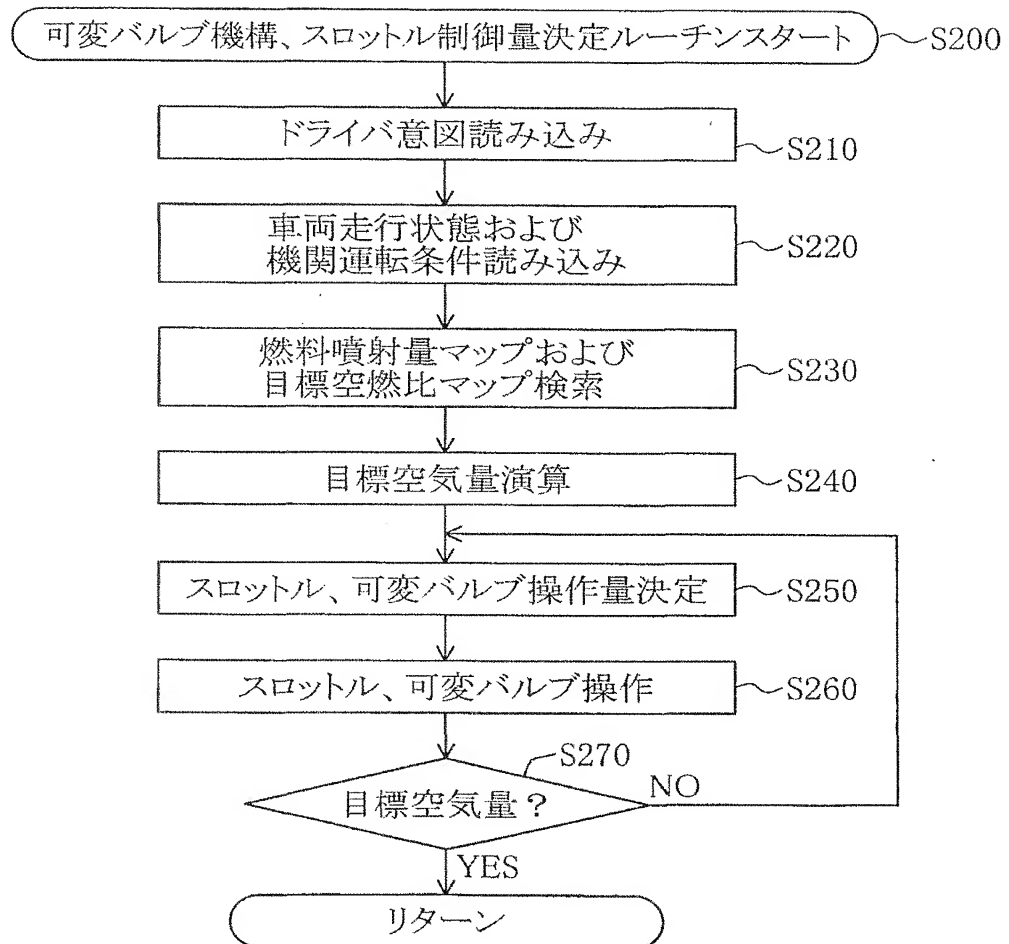 可変バルブ機構、スロットル制御量決定ルーチンスタート
S200
ドライバ意図読み込み
S210
車両走行状態および
機関運転条件読み込み
S220
燃料噴射量マップおよび
目標空燃比マップ検索
S230
目標空気量演算
S240
スロットル、可変バルブ操作量決定
S250
スロットル、可変バルブ操作
S260
S270
目標空気量?
NO
YES
リターン